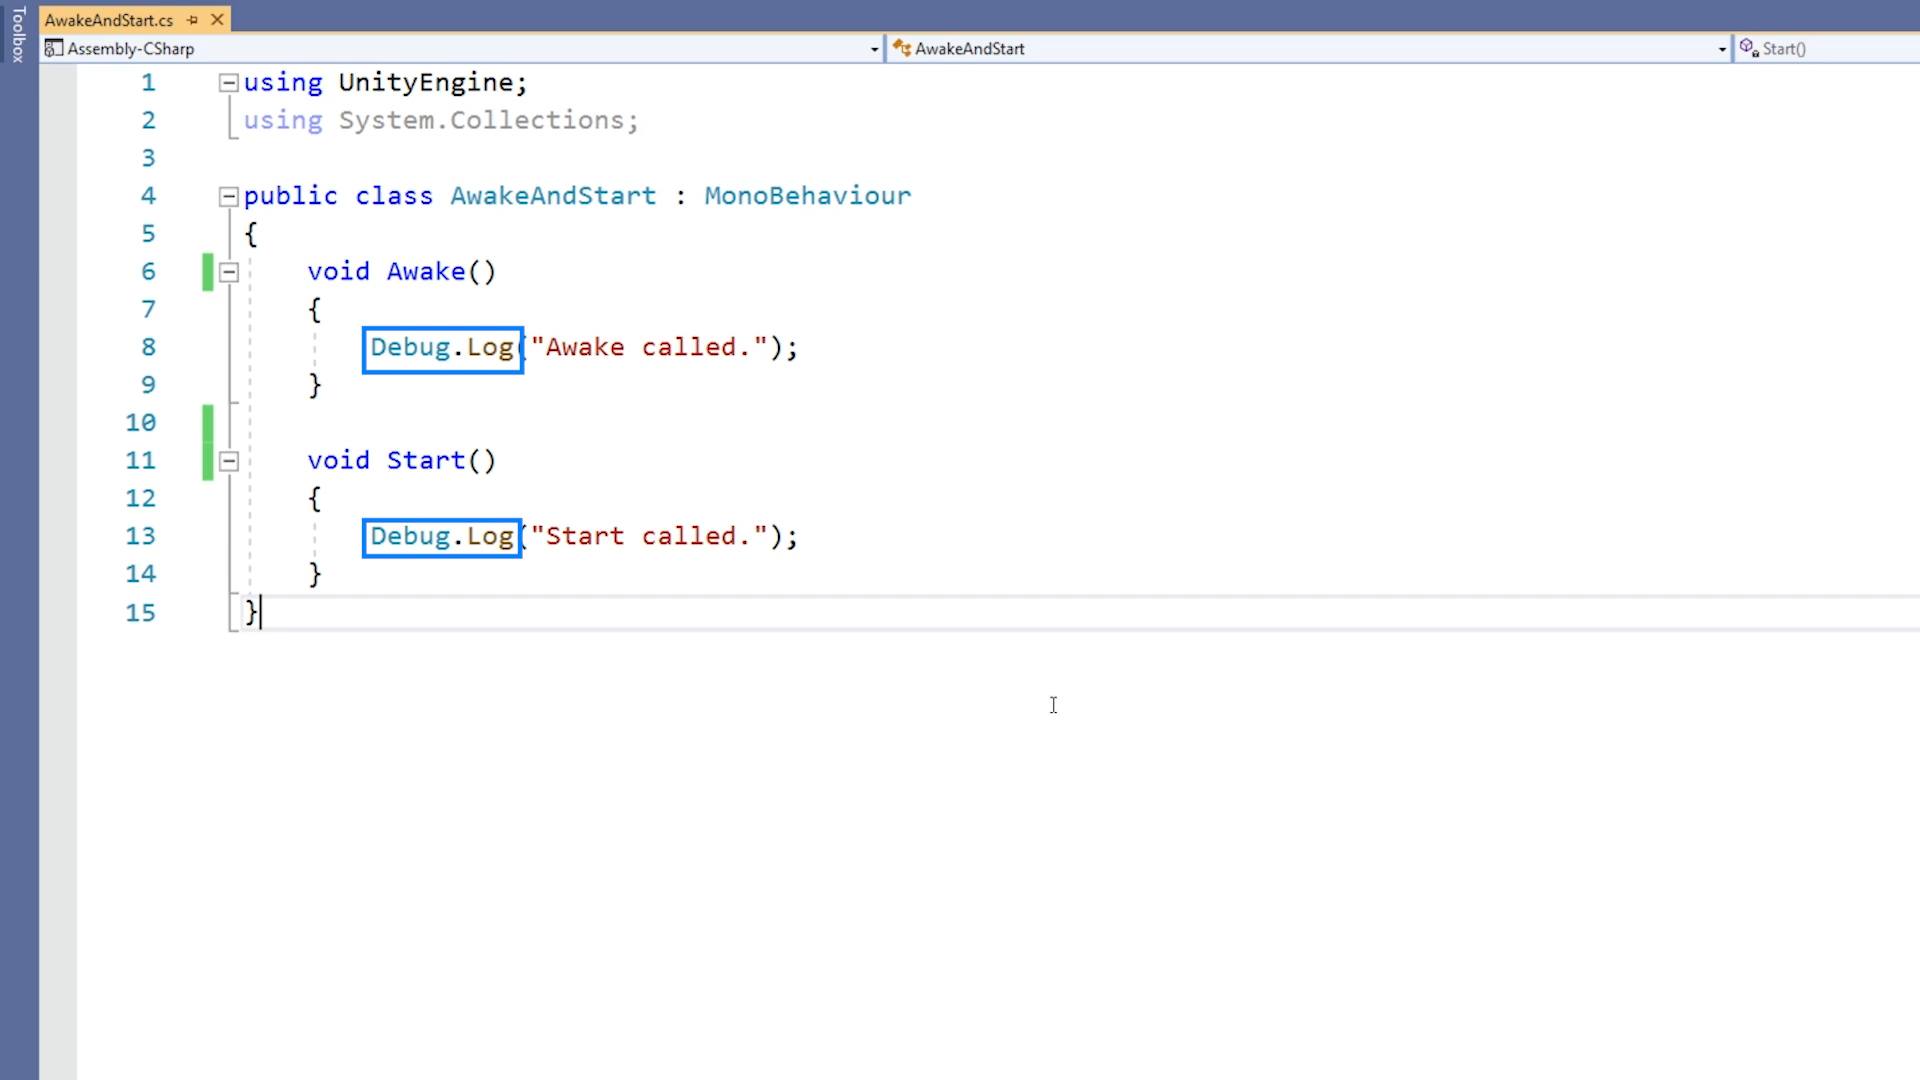 Toolbox
AwakeAndStart.cs
Assembly-CSharp AwakeAndStart Start()
1 using UnityEngine;
2 using System.Collections;
3
4 public class AwakeAndStart : MonoBehaviour
5 {
6 void Awake()
7 {
8 Debug.Log("Awake called.");
9 }
10
11 void Start()
12 {
13 Debug.Log("Start called.");
14 }
15 }